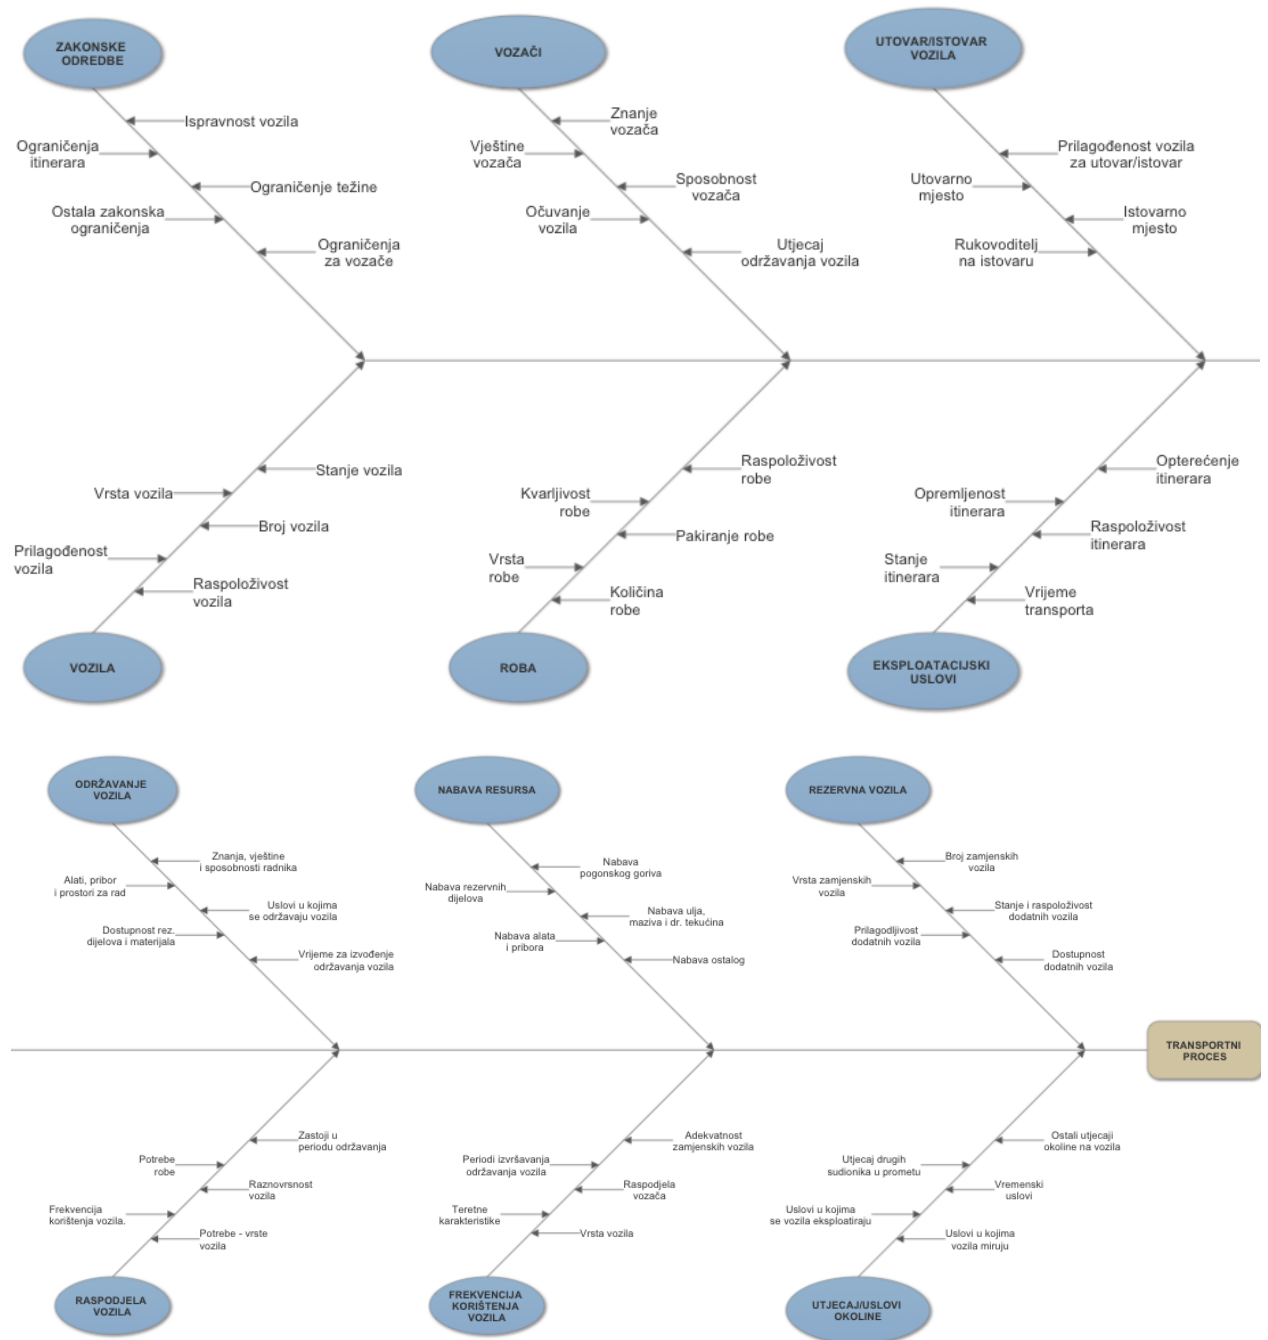 ZAKONSKE
ODREDBE
Ispravnost vozila
Ograničenja
itinerara
Ograničenje težine
Ostala zakonska
ograničenja
Ograničenja
za vozače
VOZAČI
Znanje
vozača
Vještine
vozača
Sposobnost
vozača
Očuvanje
vozila
Utjecaj
održavanja vozila
UTOVAR/ISTOVAR
VOZILA
Prilagođenost vozila
za utovar/istovar
Utovarno
mjesto
Istovarno
mjesto
Rukovoditelj
na istovaru
Stanje vozila
Vrsta vozila
Broj vozila
Prilagođenost
vozila
Raspoloživost
vozila
VOZILA
Raspoloživost
robe
Kvarljivost
robe
Pakiranje robe
Vrsta
robe
Količina
robe
ROBA
Opterećenje
itinerara
Opremljenost
itinerara
Raspoloživost
itinerara
Stanje
itinerara
Vrijeme
transporta
EKSPLOATACIJSKI
USLOVI
ODRŽAVANJE
VOZILA
Znanja, vještine
i sposobnosti radnika
Alati, pribor
i prostori za rad
Uslovi u kojima
se održavaju vozila
Dostupnost rez.
dijelova i materijala
Vrijeme za izvođenje
održavanja vozila
NABAVA RESURSA
Nabava
pogonskog goriva
Nabava rezervnih
dijelova
Nabava ulja,
maziva i dr. tekućina
Nabava alata
i pribora
Nabava ostalog
REZERVNA VOZILA
Broj zamjenskih
vozila
Vrsta zamjenskih
vozila
Stanje i raspoloživost
dodatnih vozila
Prilagodljivost
dodatnih vozila
Dostupnost
dodatnih vozila
TRANSPORTNI
PROCES
Zastoji u
periodu održavanja
Potrebe
robe
Raznovrsnost
vozila
Frekvencija
korištenja vozila.
Potrebe - vrste
vozila
RASPODJELA
VOZILA
Adekvatnost
zamjenskih vozila
Periodi izvršavanja
održavanja vozila
Raspodjela
vozača
Teretne
karakteristike
Vrsta vozila
FREKVENCIJA
KORIŠTENJA
VOZILA
Ostali utjecaji
okoline na vozila
Utjecaj drugih
sudionika u prometu
Vremenski
uslovi
Uslovi u kojima
se vozila eksploatiraju
Uslovi u kojima
vozila miruju
UTJECAJ/USLOVI
OKOLINE